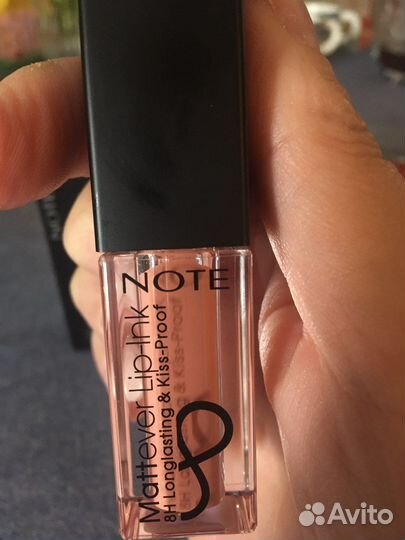 NOTE
Mattever Lip-Ink
8H Longlasting & Kiss-Proof
Avito